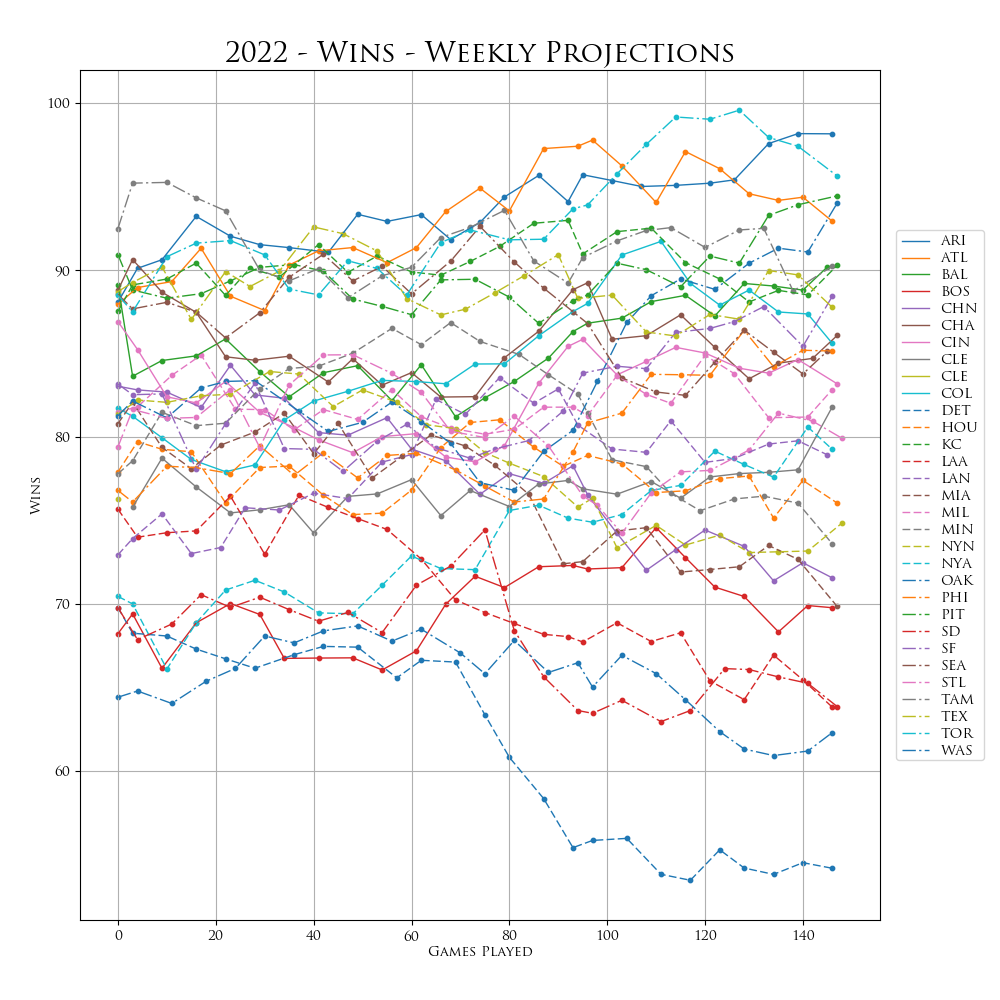 2022 - Wins - Weekly Projections
100
90
80
70
60
Wins
0 20 40 60 80 100 120 140
Games Played
ARI
ATL
BAL
BOS
CHN
CHA
CIN
CLE
CLE
COL
DET
HOU
KC
LAA
LAN
MIA
MIL
MIN
NYN
NYA
OAK
PHI
PIT
SD
SF
SEA
STL
TAM
TEX
TOR
WAS